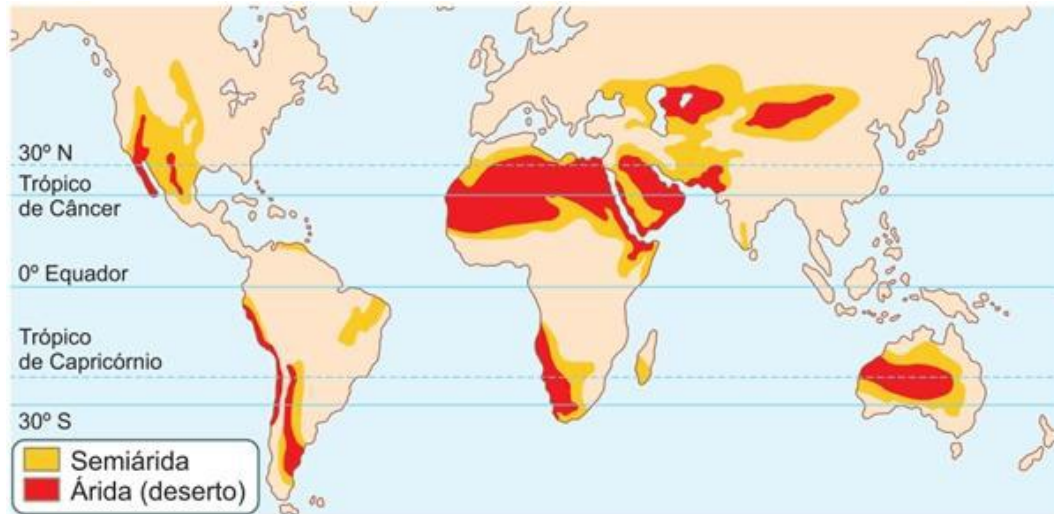 30º N
Trópico
de Câncer
0º Equador
Trópico
de Capricórnio
30º S
Semiárida
Árida (deserto)